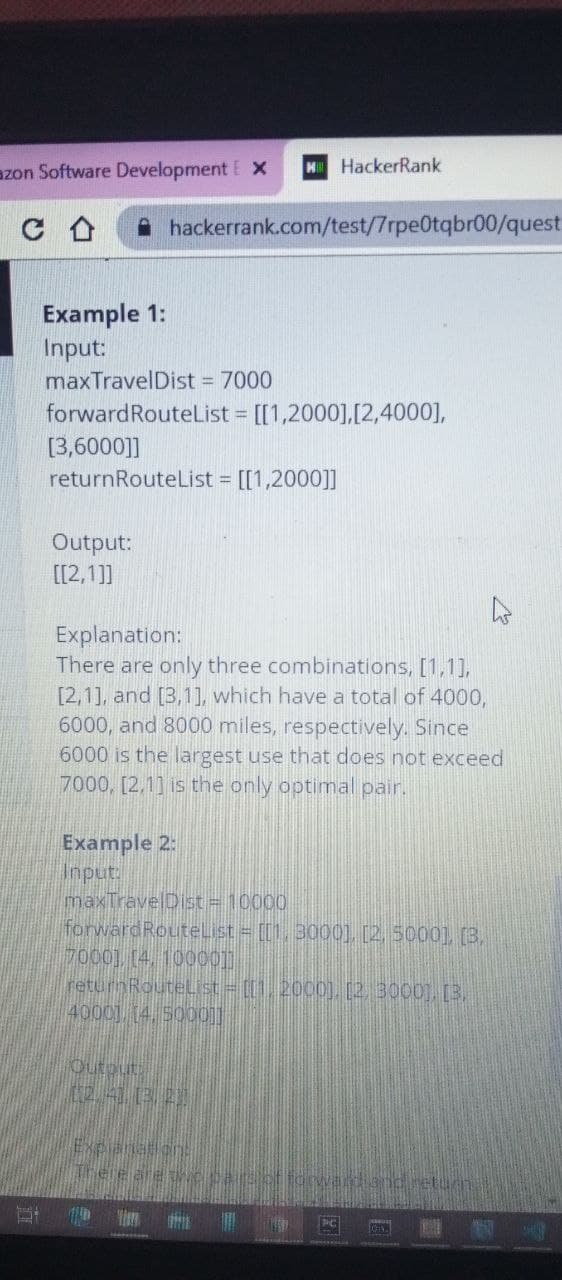 azon Software Development E ×
HackerRank
hackerrank.com/test/7rpe0tqbr00/quest
Example 1:
Input:
maxTravelDist = 7000
forwardRouteList = [[1,2000],[2,4000],
[3,6000]]
returnRouteList = [[1,2000]]
Output:
[[2,1]]
Explanation:
There are only three combinations, [1,1],
[2,1], and [3,1], which have a total of 4000,
6000, and 8000 miles, respectively. Since
6000 is the largest use that does not exceed
7000, [2,1] is the only optimal pair.
Example 2:
Input:
maxTravelDist = 10000
forwardRouteList = [[1, 3000], [2, 5000], [3,
7000], [4, 10000]]
returnRouteList = [[1, 2000], [2, 3000], [3,
4000], [4, 5000]]
Output:
[[2, 4], [3, 2]]
Explanation:
There are two pairs of forward and return
PC